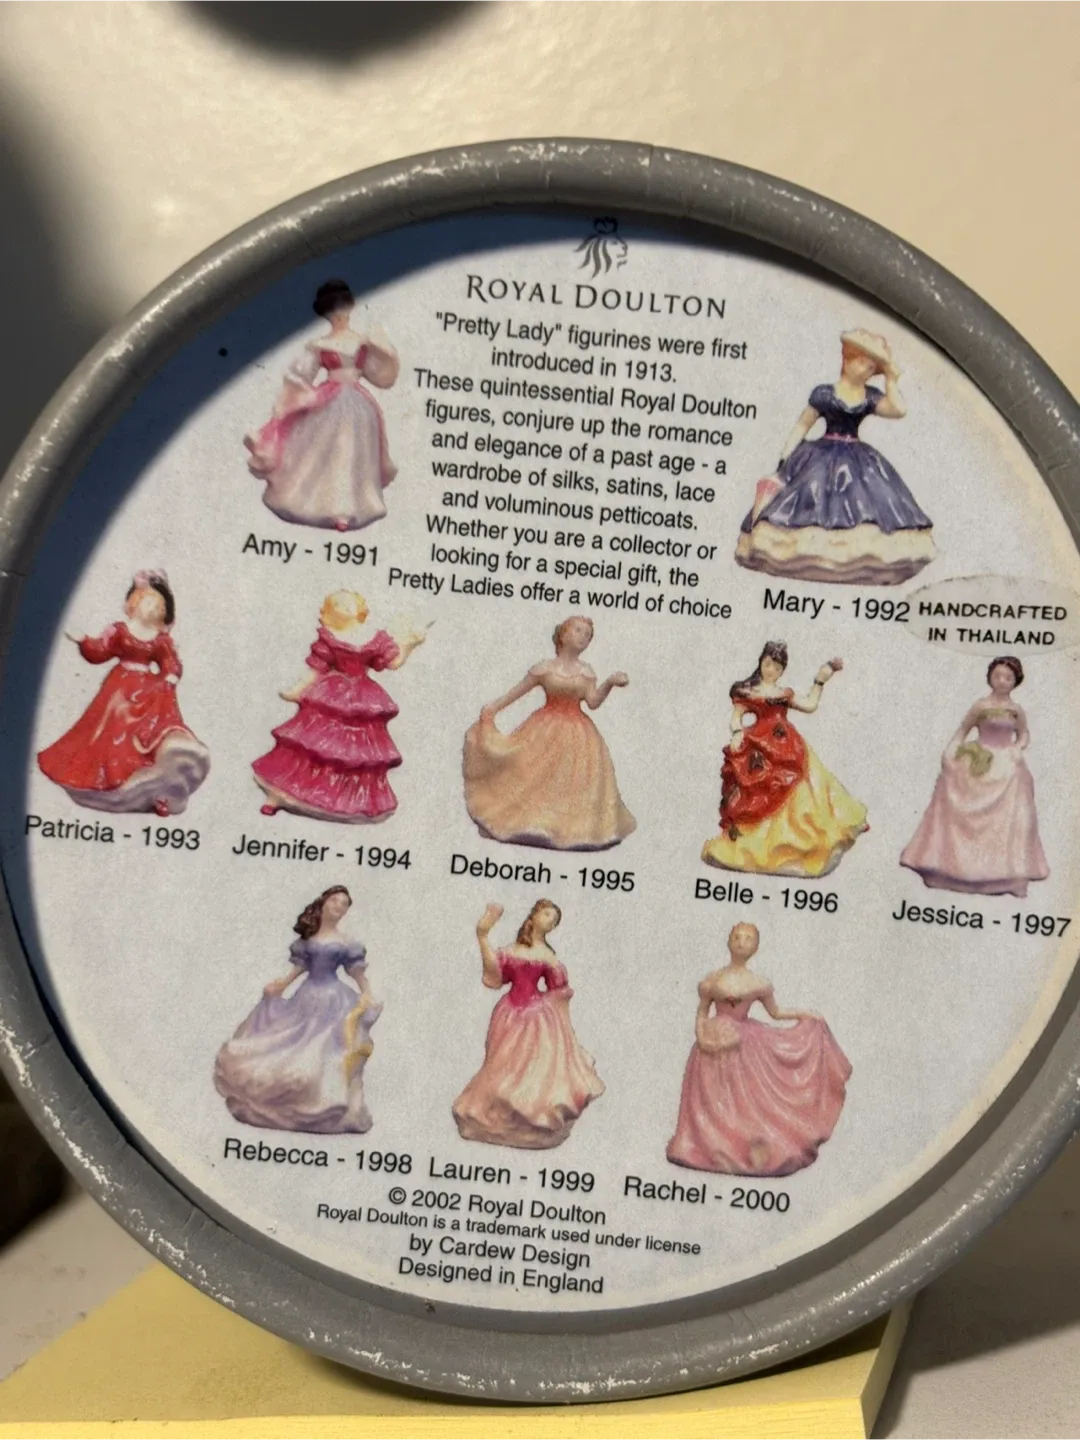 ROYAL DOULTON
"Pretty Lady" figurines were first
introduced in 1913.
These quintessential Royal Doulton
figures, conjure up the romance
and elegance of a past age - a
wardrobe of silks, satins, lace
and voluminous petticoats.
Whether you are a collector or
looking for a special gift, the
Pretty Ladies offer a world of choice
Amy - 1991
Mary - 1992
HANDCRAFTED
IN THAILAND
Patricia - 1993
Jennifer - 1994
Deborah - 1995
Belle - 1996
Jessica - 1997
Rebecca - 1998
Lauren - 1999
Rachel - 2000
© 2002 Royal Doulton
Royal Doulton is a trademark used under license
by Cardew Design
Designed in England